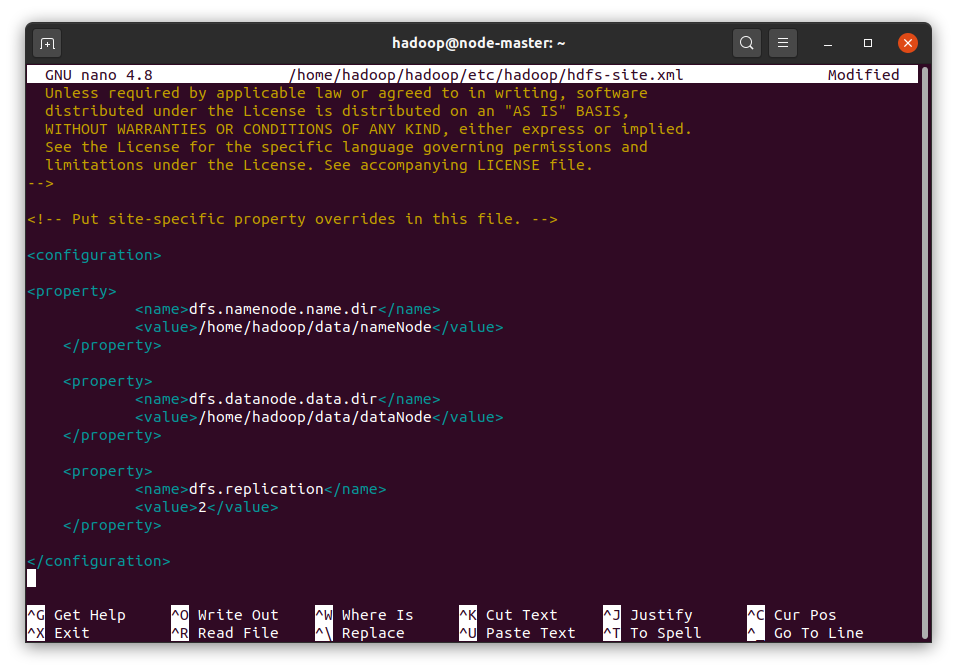 hadoop@node-master: ~
GNU nano 4.8 /home/hadoop/hadoop/etc/hadoop/hdfs-site.xml Modified
Unless required by applicable law or agreed to in writing, software
distributed under the License is distributed on an "AS IS" BASIS,
WITHOUT WARRANTIES OR CONDITIONS OF ANY KIND, either express or implied.
See the License for the specific language governing permissions and
limitations under the License. See accompanying LICENSE file.
-->
<!-- Put site-specific property overrides in this file. -->
<configuration>
<property>
<name>dfs.namenode.name.dir</name>
<value>/home/hadoop/data/nameNode</value>
</property>
<property>
<name>dfs.datanode.data.dir</name>
<value>/home/hadoop/data/dataNode</value>
</property>
<property>
<name>dfs.replication</name>
<value>2</value>
</property>
</configuration>
^G Get Help ^O Write Out ^W Where Is ^K Cut Text ^J Justify ^C Cur Pos
^X Exit ^R Read File ^\ Replace ^U Paste Text ^T To Spell ^_ Go To Line